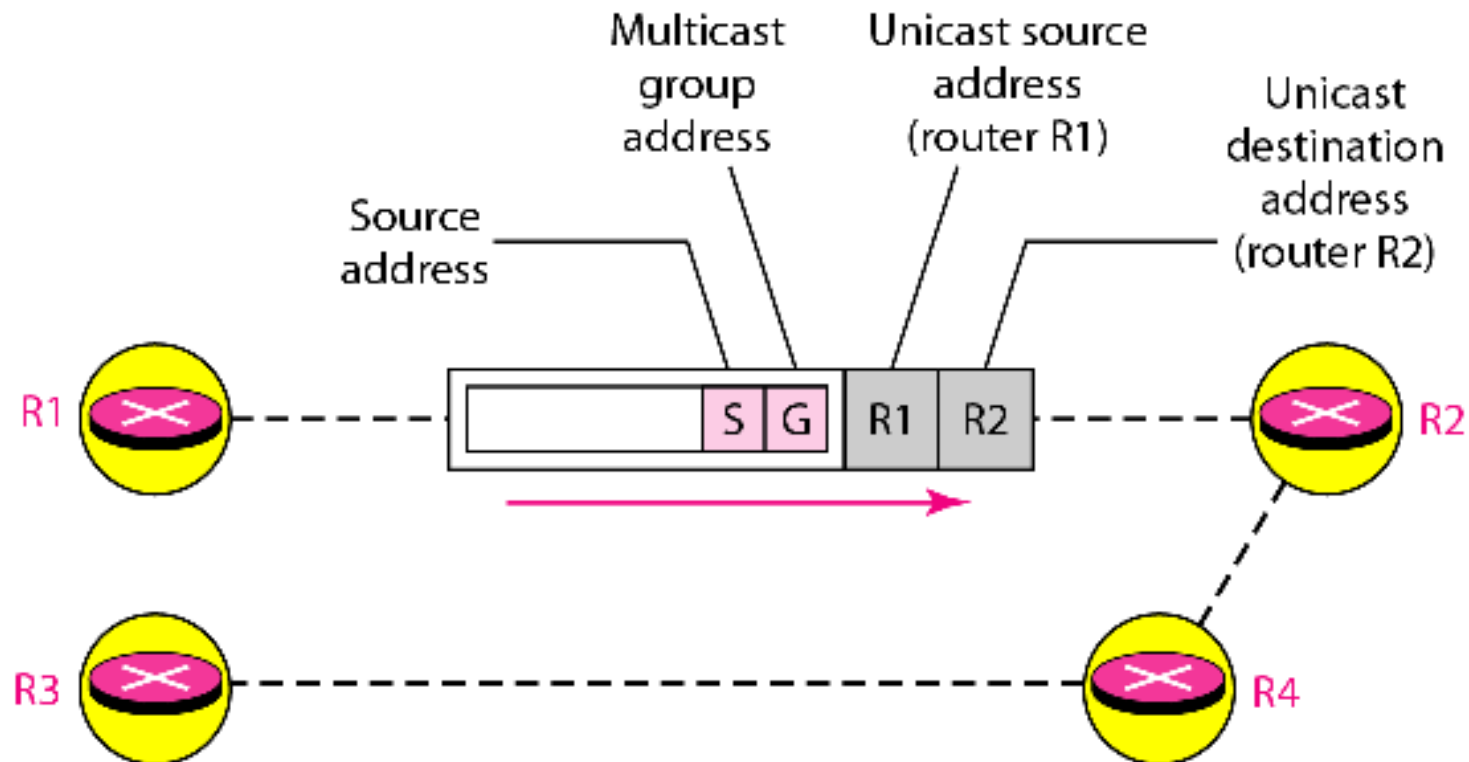 Multicast
group
address
Unicast source
address
(router R1)
Unicast
destination
address
(router R2)
Source
address
R1
S
G
R1
R2
R2
R3
R4